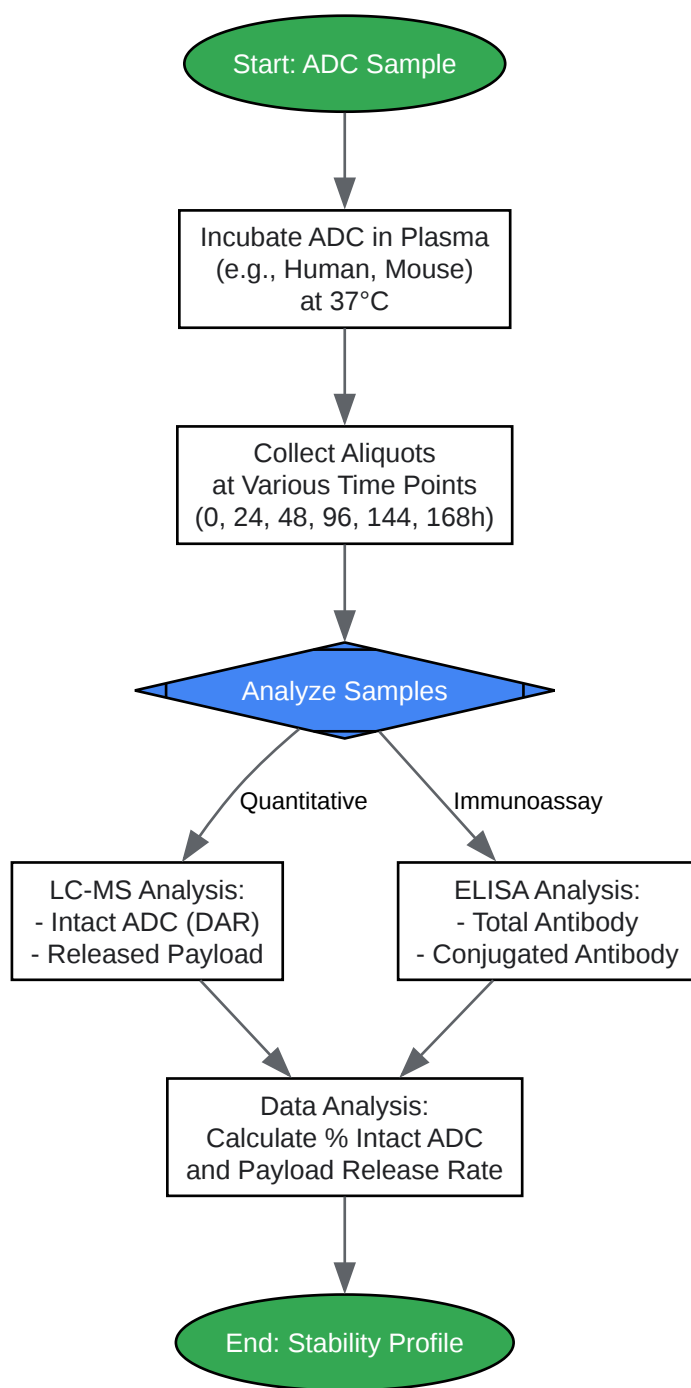 Start: ADC Sample
Incubate ADC in Plasma
(e.g., Human, Mouse)
at 37°C
Collect Aliquots
at Various Time Points
(0, 24, 48, 96, 144, 168h)
Analyze Samples
Quantitative
Immunoassay
LC-MS Analysis:
- Intact ADC (DAR)
- Released Payload
ELISA Analysis:
- Total Antibody
- Conjugated Antibody
Data Analysis:
Calculate % Intact ADC
and Payload Release Rate
End: Stability Profile